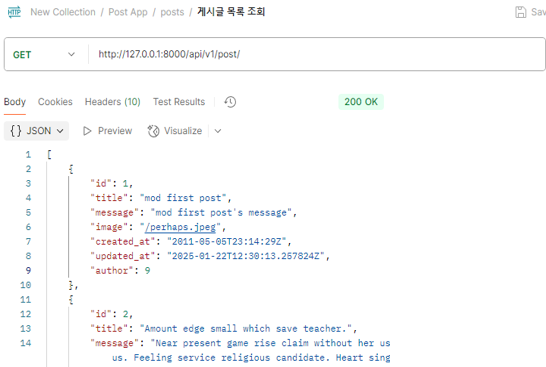 HTTP New Collection / Post App / posts / 게시글 목록 조회 Sav
GET http://127.0.0.1:8000/api/v1/post/
Body Cookies Headers (10) Test Results 200 OK
{} JSON Preview Visualize
1 [
2 {
3 "id": 1,
4 "title": "mod first post",
5 "message": "mod first post's message",
6 "image": "/perhaps.jpeg",
7 "created_at": "2011-05-05T23:14:29Z",
8 "updated_at": "2025-01-22T12:30:13.257824Z",
9 "author": 9
10 },
11 {
12 "id": 2,
13 "title": "Amount edge small which save teacher.",
14 "message": "Near present game rise claim without her us
us. Feeling service religious candidate. Heart sing